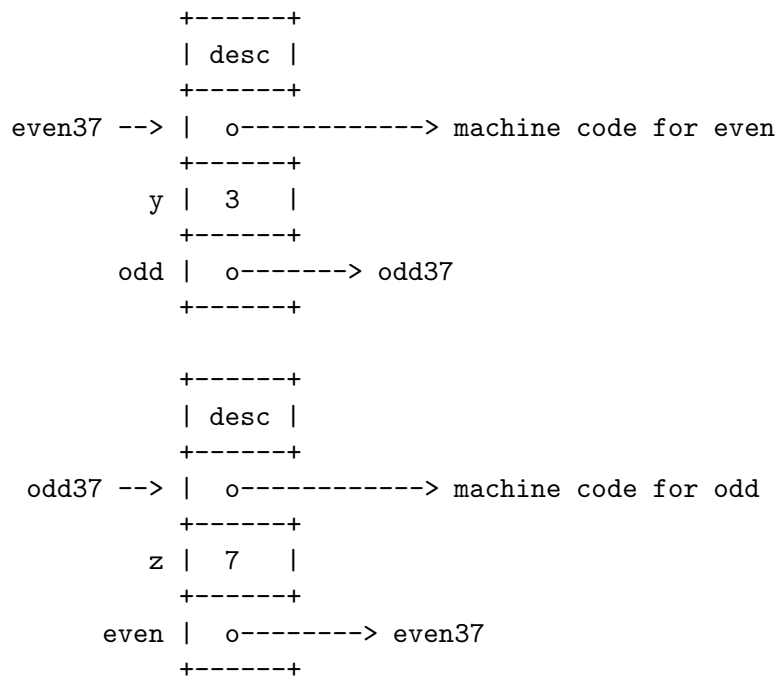 +------+
| desc |
+------+
even37 --> | o------------> machine code for even
+------+
y | 3 |
+------+
odd | o-------> odd37
+------+
+------+
| desc |
+------+
odd37 --> | o------------> machine code for odd
+------+
z | 7 |
+------+
even | o--------> even37
+------+